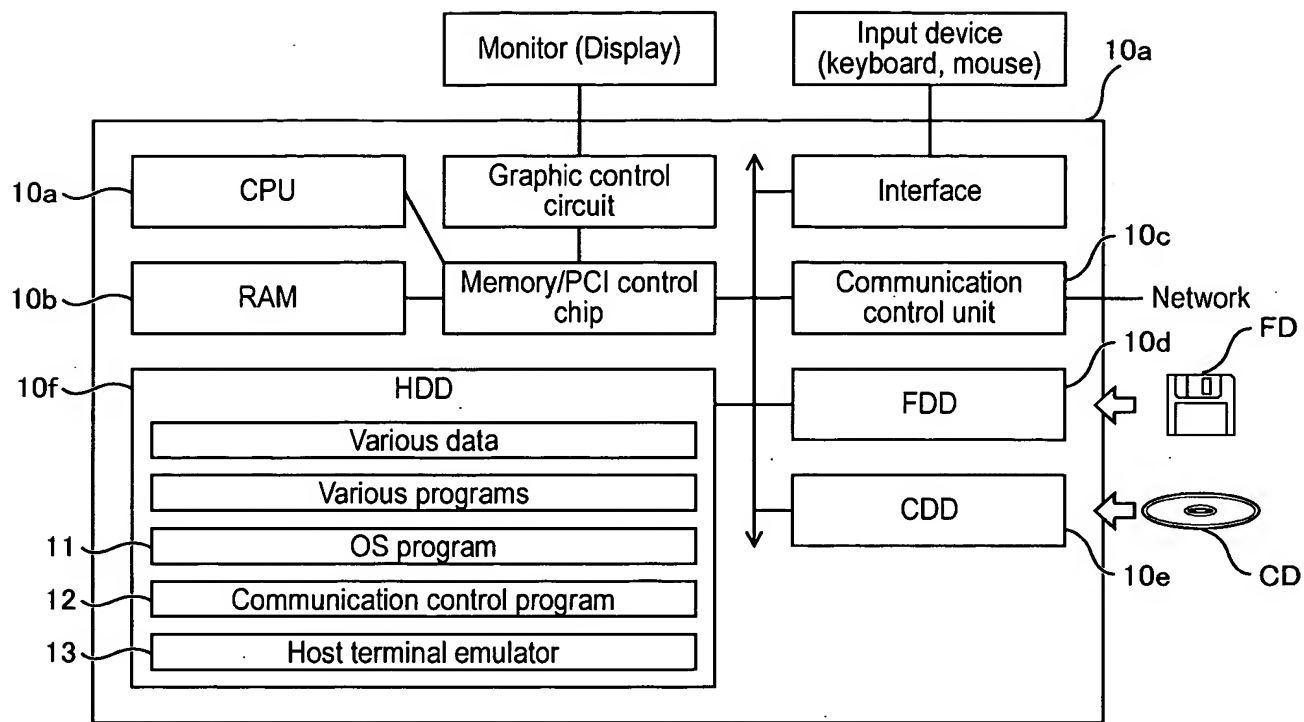 Monitor (Display)
Input device
(keyboard, mouse)
10a
10a
CPU
Graphic control
circuit
Interface
10b
RAM
Memory/PCI control
chip
Communication
control unit
10c
Network
10f
HDD
10d
FDD
FD
Various data
Various programs
CDD
11
OS program
10e
CD
12
Communication control program
13
Host terminal emulator